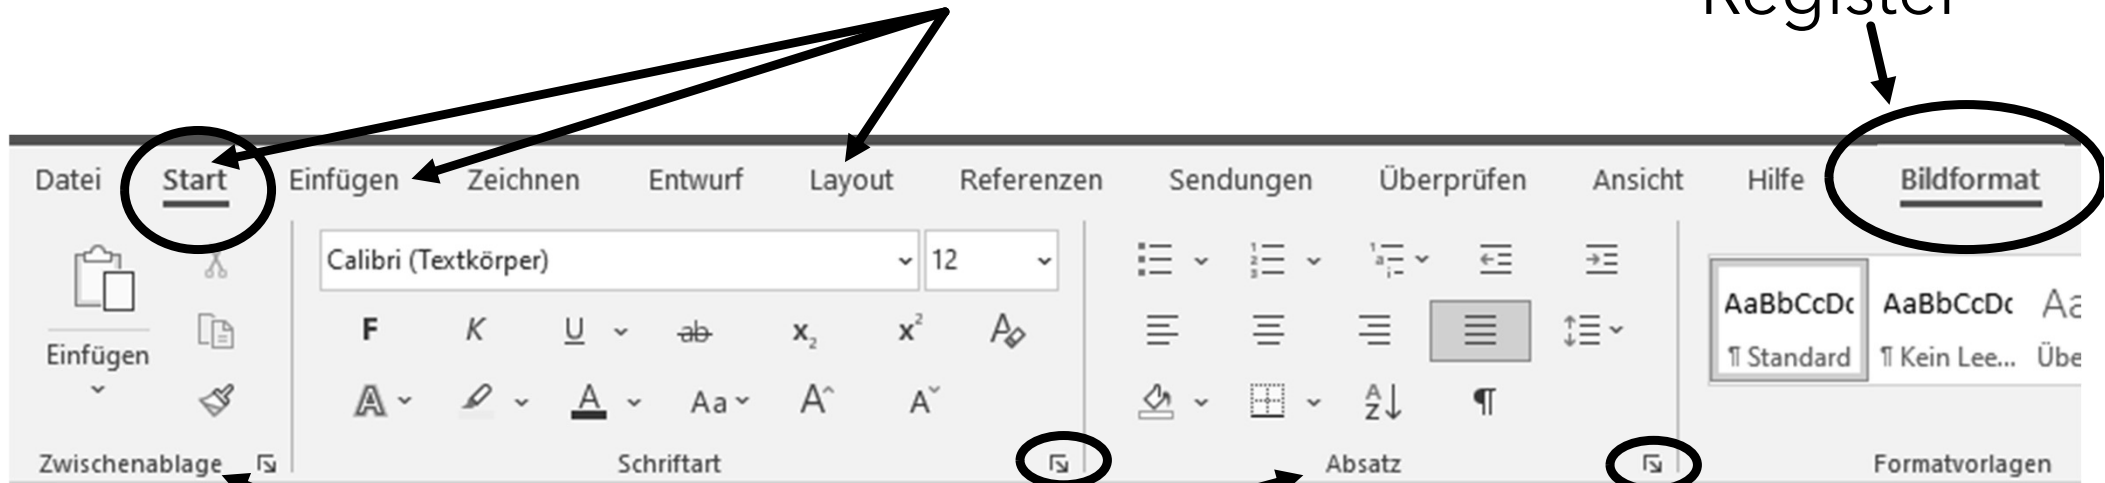 Register
Datei Start Einfügen Zeichnen Entwurf Layout Referenzen Sendungen Überprüfen Ansicht Hilfe Bildformat
Calibri (Textkörper) 12
AaBbCcDc AaBbCcDc Aa
F K U ab x₂ x²
Einfügen
¶ Standard ¶ Kein Lee... Übe
A A Aa A A A Z ¶
Zwischenablage Schriftart Absatz Formatvorlagen